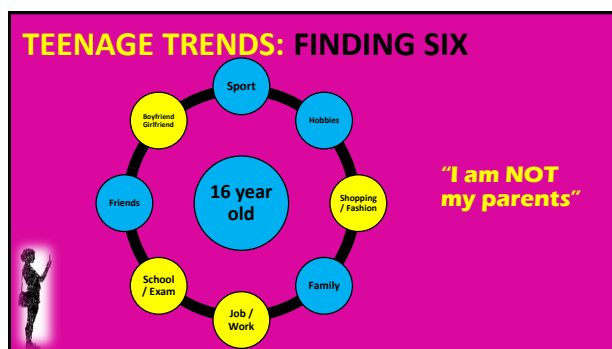 TEENAGE TRENDS: FINDING SIX
Sport
Boyfriend
Girlfriend
Hobbies
"I am NOT
my parents"
16 year
old
Friends
Shopping
/ Fashion
School
/ Exam
Family
Job /
Work